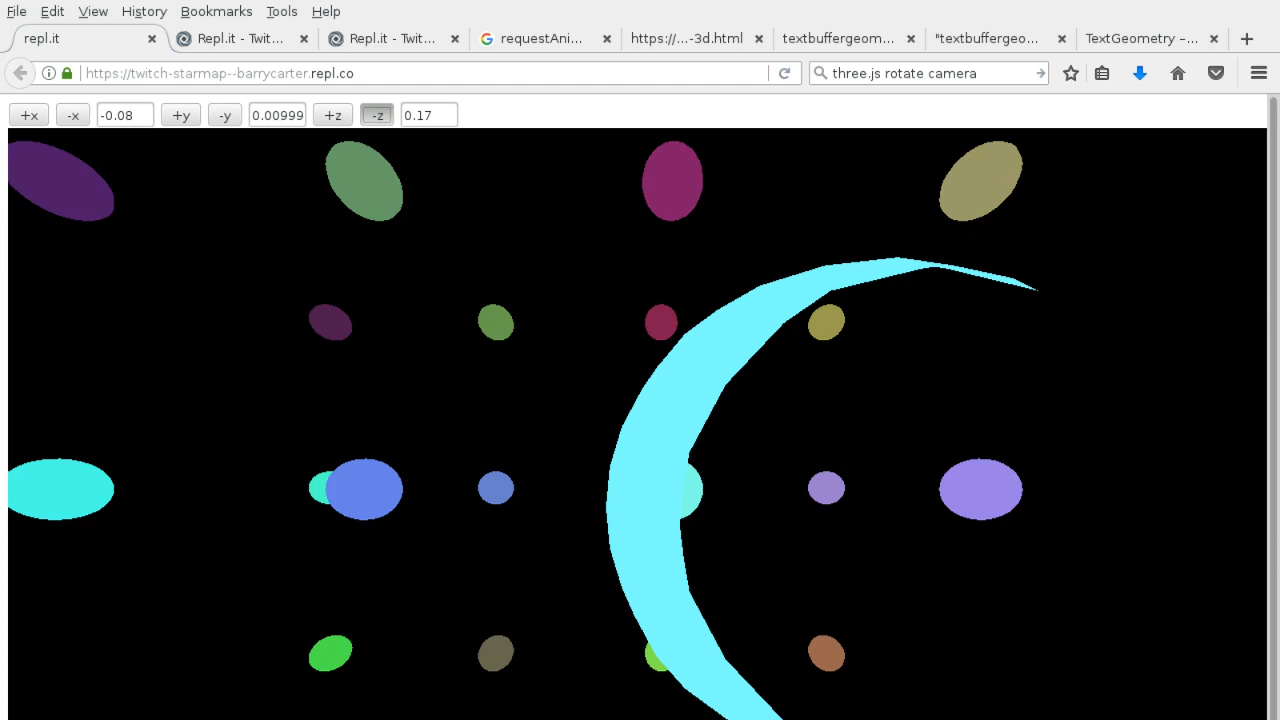 File Edit View History Bookmarks Tools Help
repl.it Repl.it - Twit... Repl.it - Twit... requestAni... https://...-3d.html textbuffergeom... "textbuffergeo... TextGeometry –...
https://twitch-starmap--barrycarter.repl.co three.js rotate camera
+x -x -0.08 +y -y 0.00999 +z -z 0.17